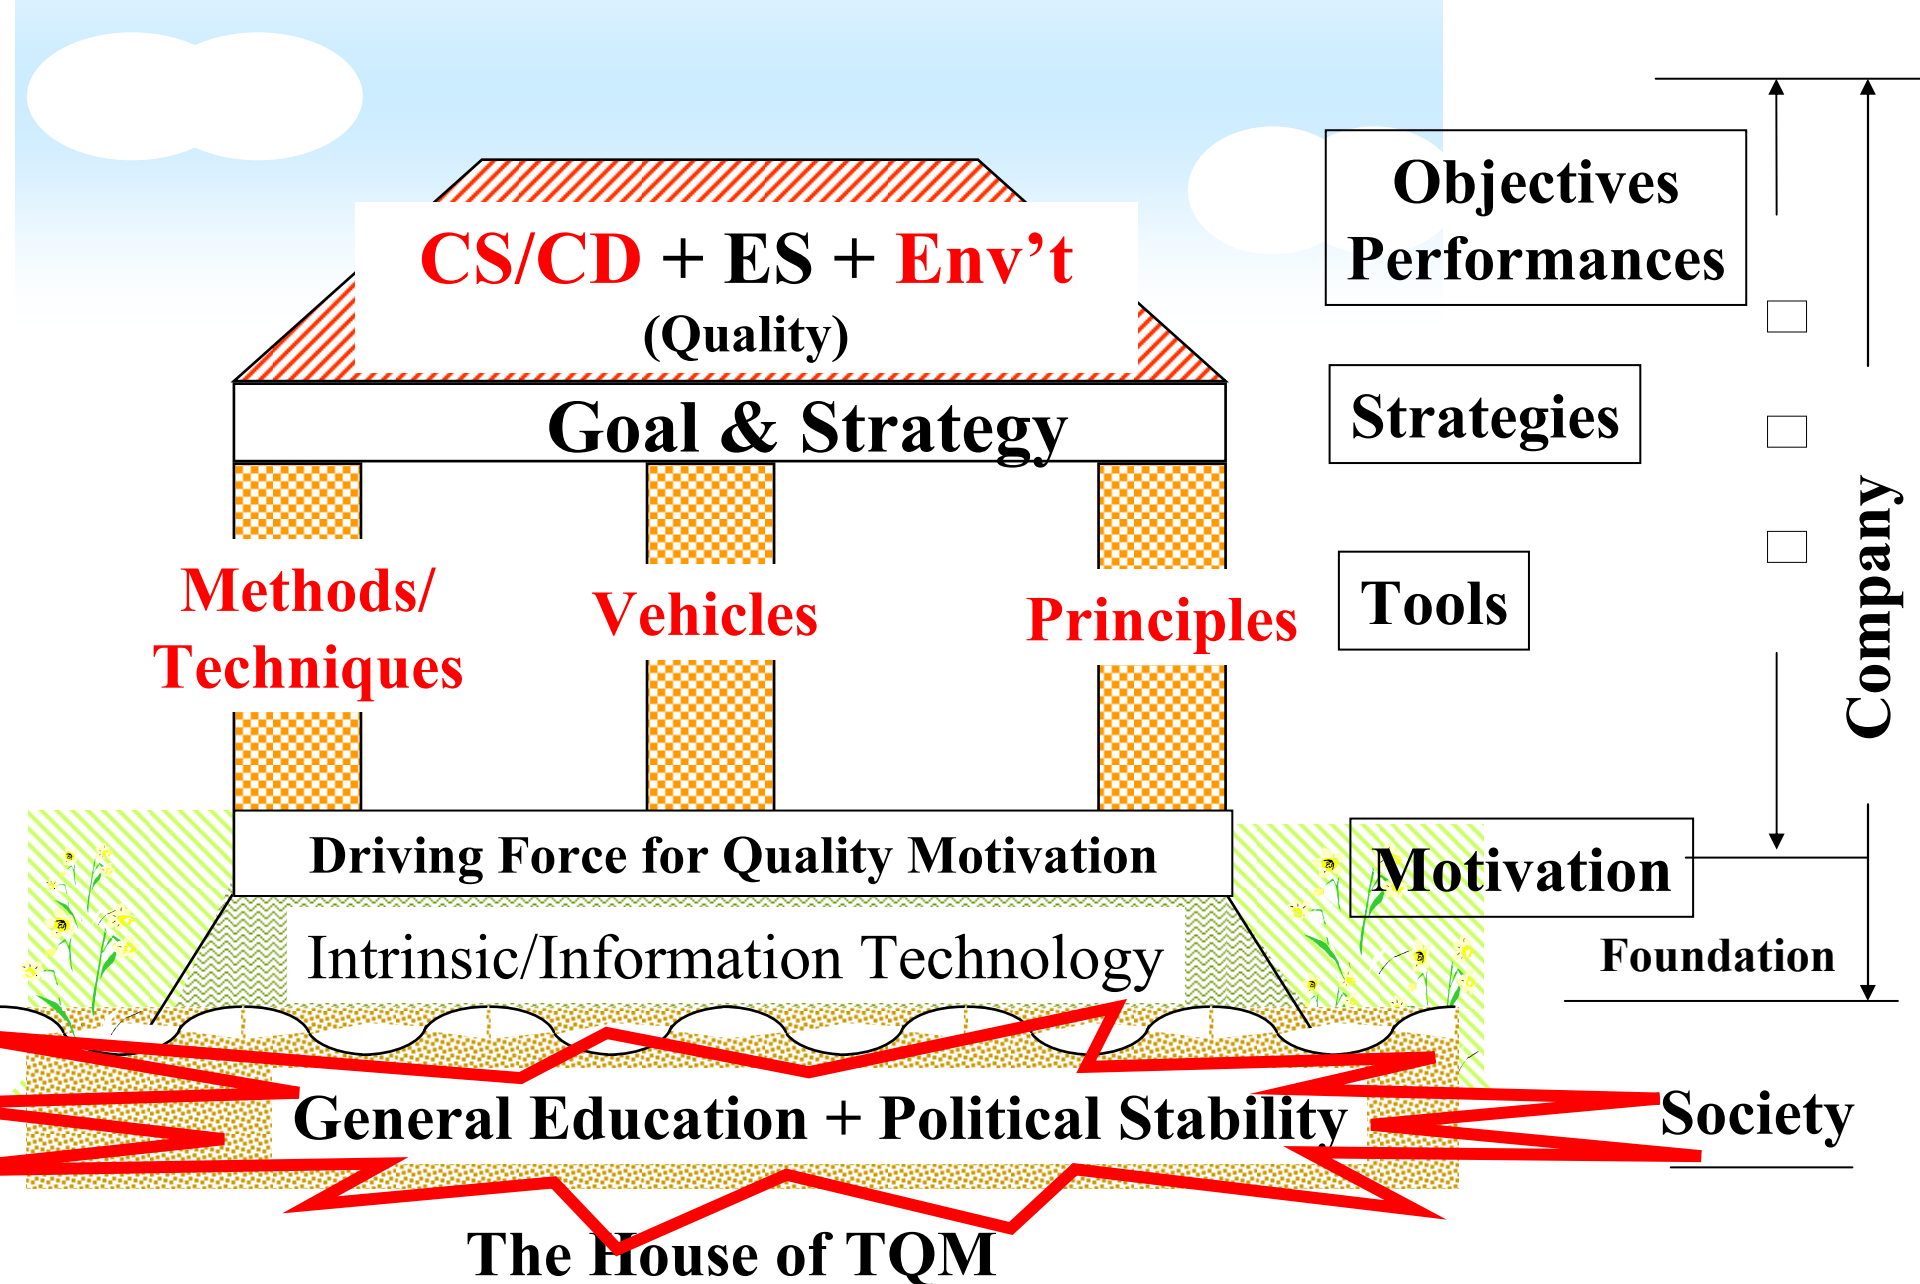 CS/CD + ES + Env’t
(Quality)
Goal & Strategy
Methods/
Techniques
Vehicles
Principles
Driving Force for Quality Motivation
Intrinsic/Information Technology
General Education + Political Stability
The House of TQM
Objectives
Performances
Strategies
Tools
Motivation
Foundation
Society
Company